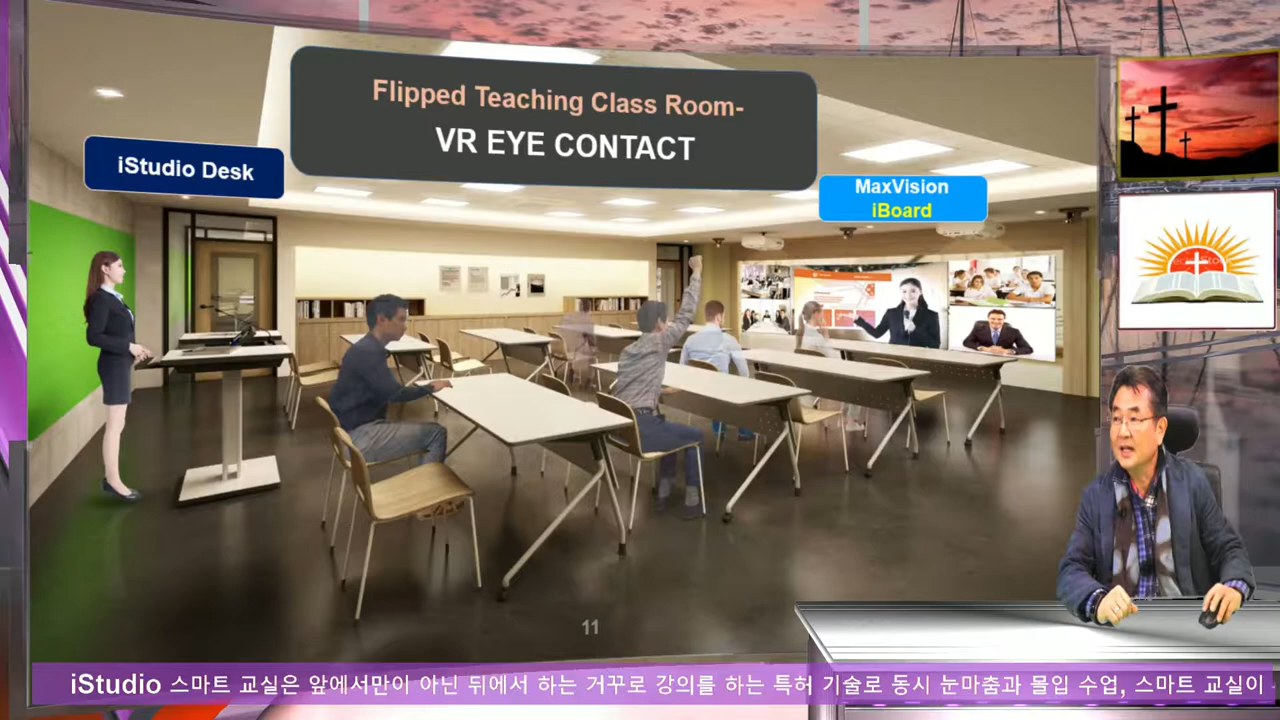 Flipped Teaching Class Room-
VR EYE CONTACT
iStudio Desk
MaxVision
iBoard
11
iStudio 스마트 교실은 앞에서만이 아닌 뒤에서 하는 거꾸로 강의를 하는 특허 기술로 동시 눈마춤과 몰입 수업, 스마트 교실이